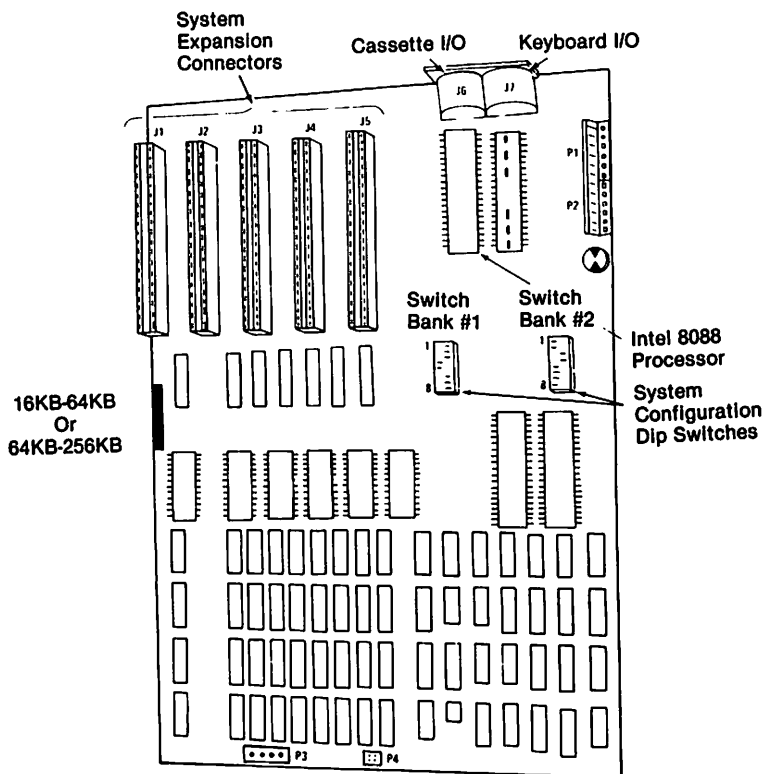 System
Expansion
Connectors
Cassette I/O
Keyboard I/O
J6
J7
J1
J2
J3
J4
J5
P1
P2
Switch
Bank #1
Switch
Bank #2
Intel 8088
Processor
1
8
1
8
System
Configuration
Dip Switches
16KB-64KB
Or
64KB-256KB
P3
P4